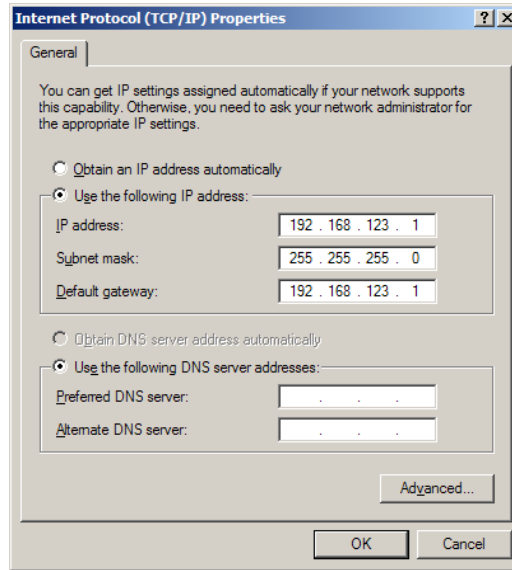 Internet Protocol (TCP/IP) Properties
General
You can get IP settings assigned automatically if your network supports
this capability. Otherwise, you need to ask your network administrator for
the appropriate IP settings.
Obtain an IP address automatically
Use the following IP address:
IP address: 192 . 168 . 123 . 1
Subnet mask: 255 . 255 . 255 . 0
Default gateway: 192 . 168 . 123 . 1
Obtain DNS server address automatically
Use the following DNS server addresses:
Preferred DNS server: . . .
Alternate DNS server: . . .
Advanced...
OK Cancel